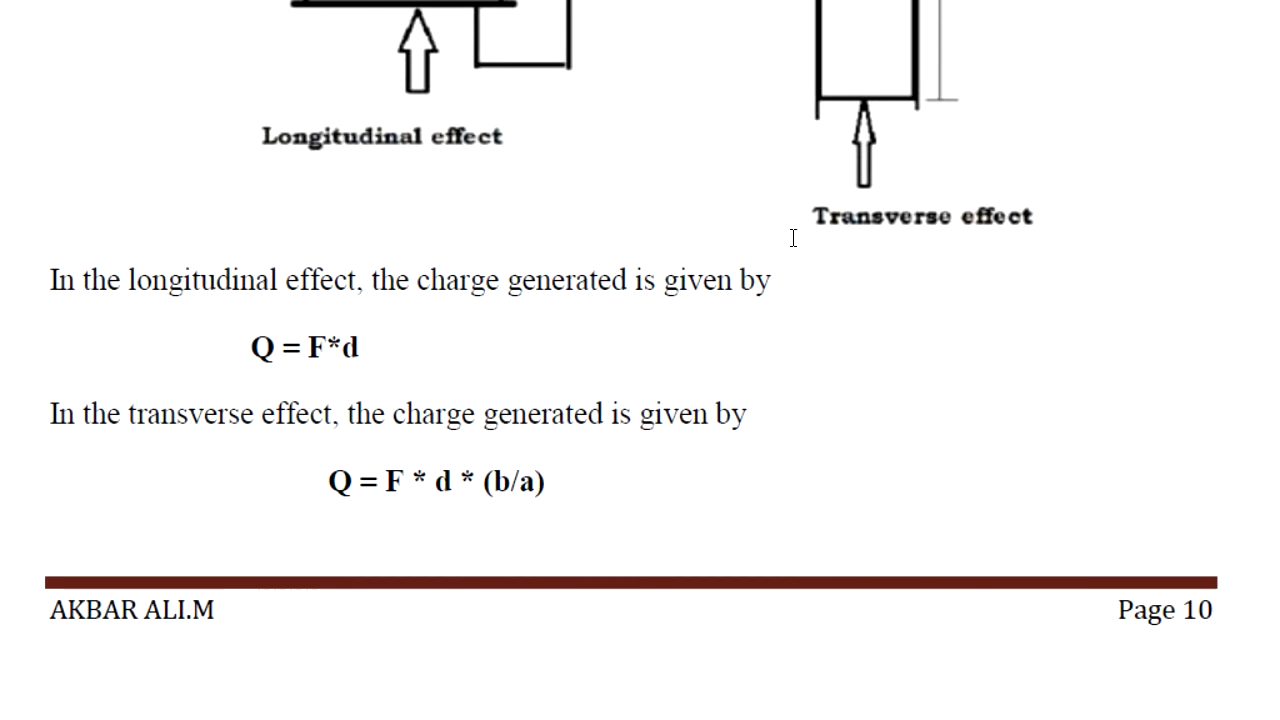 Longitudinal effect
Transverse effect
In the longitudinal effect, the charge generated is given by
Q = F*d
In the transverse effect, the charge generated is given by
Q = F * d * (b/a)
AKBAR ALI.M
Page 10